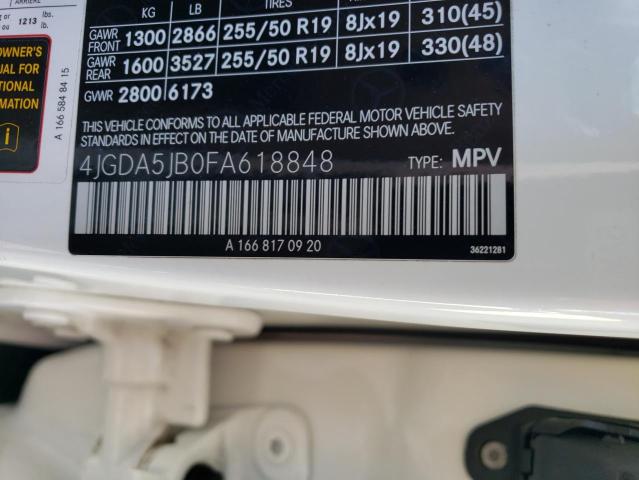 ARRIÈRE
KG LB TIRES
or 1213 lbs.
GAWR FRONT 1300 2866 255/50 R19 8Jx19 310(45)
GAWR REAR 1600 3527 255/50 R19 8Jx19 330(48)
GVWR 2800 6173
OWNER'S
MATION
A 166 584 84 15
THIS VEHICLE CONFORMS TO ALL APPLICABLE FEDERAL MOTOR VEHICLE SAFETY
STANDARDS IN EFFECT ON THE DATE OF MANUFACTURE SHOWN ABOVE.
4JGDA5JB0FA618848 TYPE: MPV
A 166 817 09 20
36221281